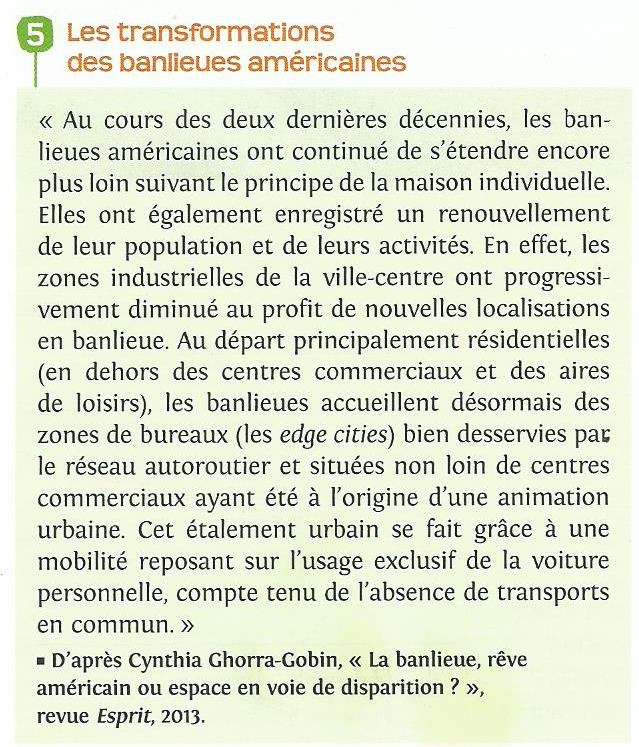 5 Les transformations
des banlieues américaines
« Au cours des deux dernières décennies, les ban-
lieues américaines ont continué de s'étendre encore
plus loin suivant le principe de la maison individuelle.
Elles ont également enregistré un renouvellement
de leur population et de leurs activités. En effet, les
zones industrielles de la ville-centre ont progressi-
vement diminué au profit de nouvelles localisations
en banlieue. Au départ principalement résidentielles
(en dehors des centres commerciaux et des aires
de loisirs), les banlieues accueillent désormais des
zones de bureaux (les edge cities) bien desservies par
le réseau autoroutier et situées non loin de centres
commerciaux ayant été à l'origine d'une animation
urbaine. Cet étalement urbain se fait grâce à une
mobilité reposant sur l'usage exclusif de la voiture
personnelle, compte tenu de l'absence de transports
en commun. »
▪ D'après Cynthia Ghorra-Gobin, « La banlieue, rêve
américain ou espace en voie de disparition ? »,
revue Esprit, 2013.